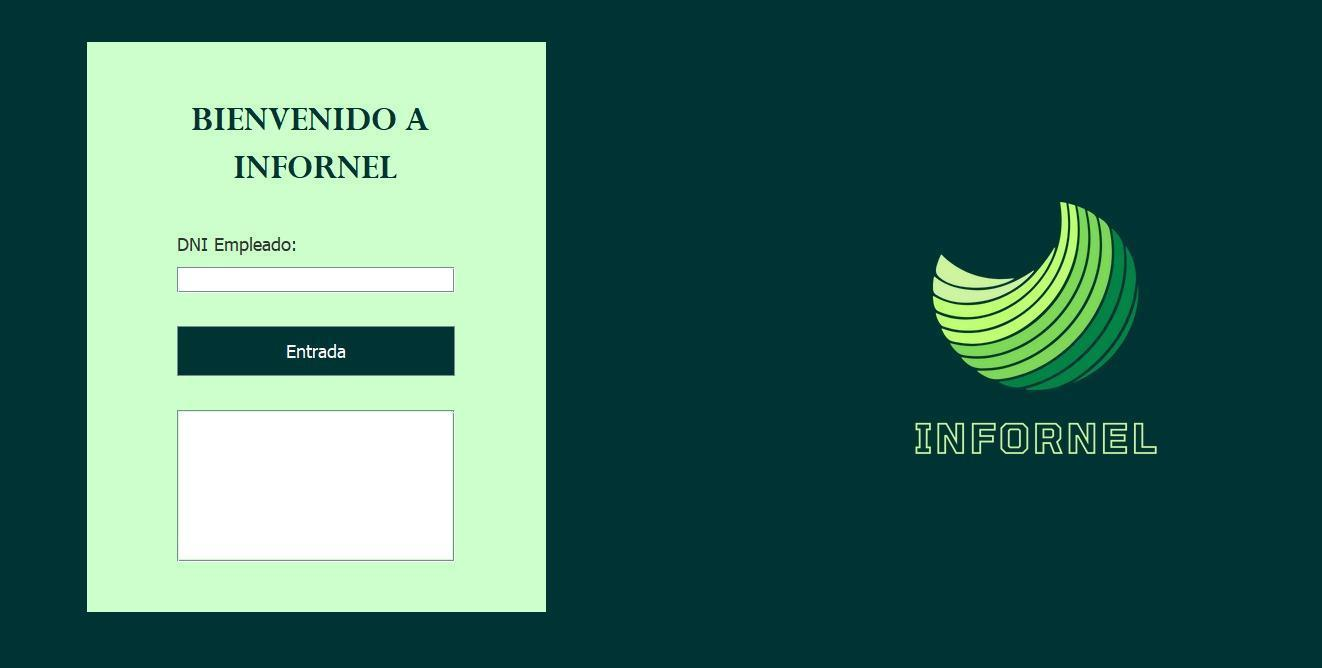 BIENVENIDO A
INFORNEL
DNI Empleado:
Entrada
INFORNEL